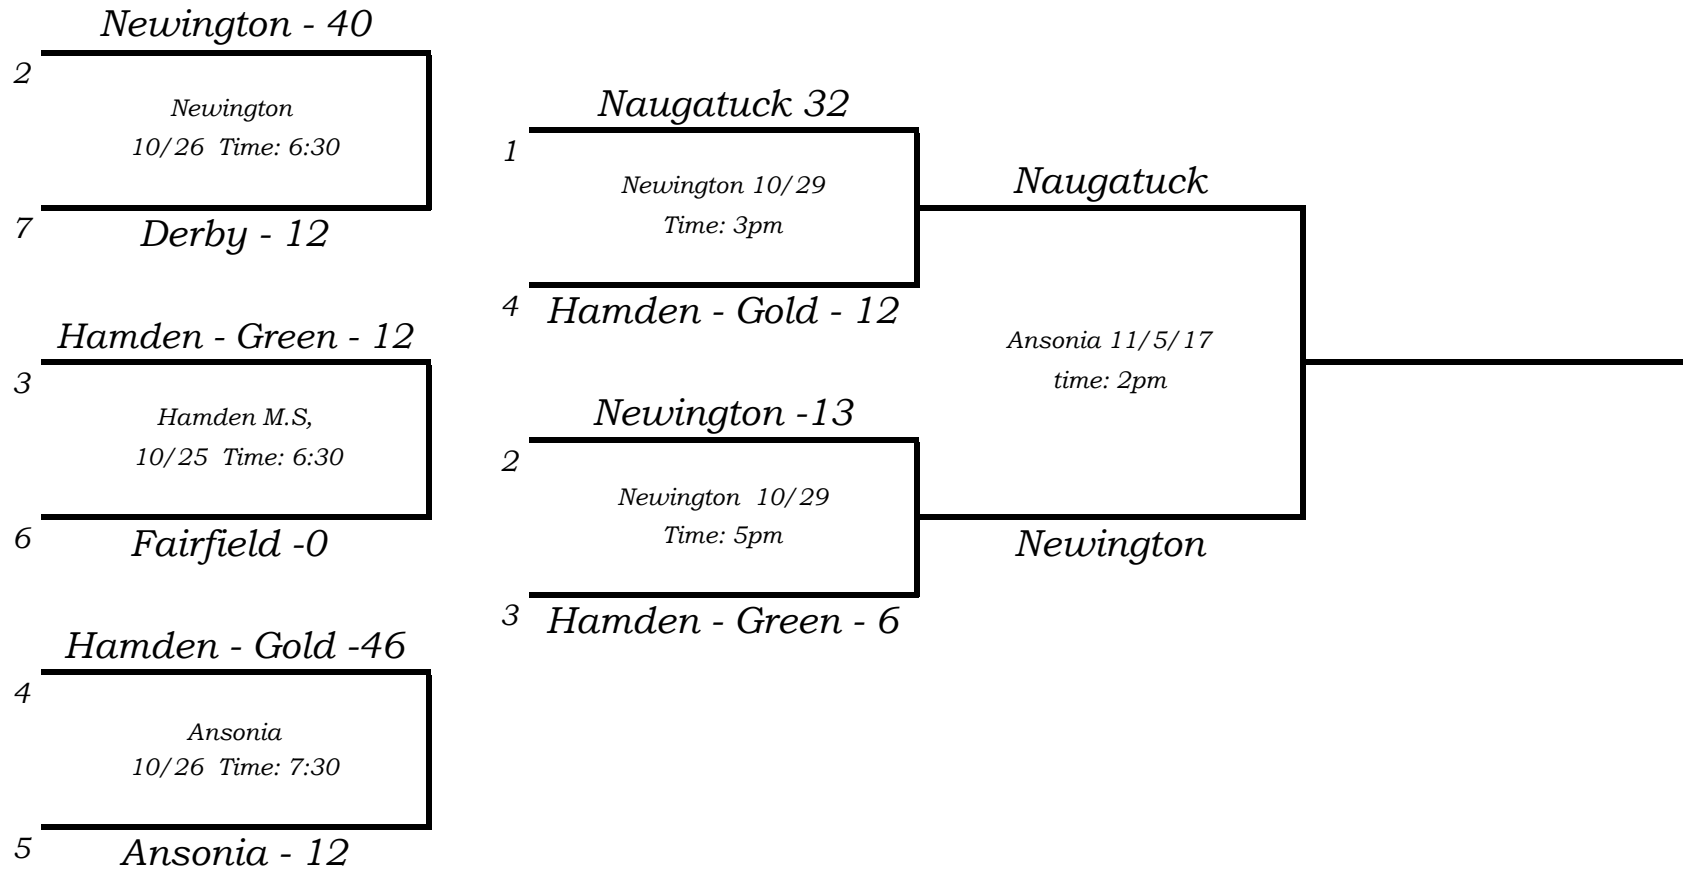 Newington - 40
2
Newington
10/26 Time: 6:30
7
Derby - 12
Hamden - Green - 12
3
Hamden M.S,
10/25 Time: 6:30
6
Fairfield -0
Hamden - Gold -46
4
Ansonia
10/26 Time: 7:30
5
Ansonia - 12
Naugatuck 32
1
Newington 10/29
Time: 3pm
4
Hamden - Gold - 12
Newington -13
2
Newington 10/29
Time: 5pm
3
Hamden - Green - 6
Naugatuck
Ansonia 11/5/17
time: 2pm
Newington